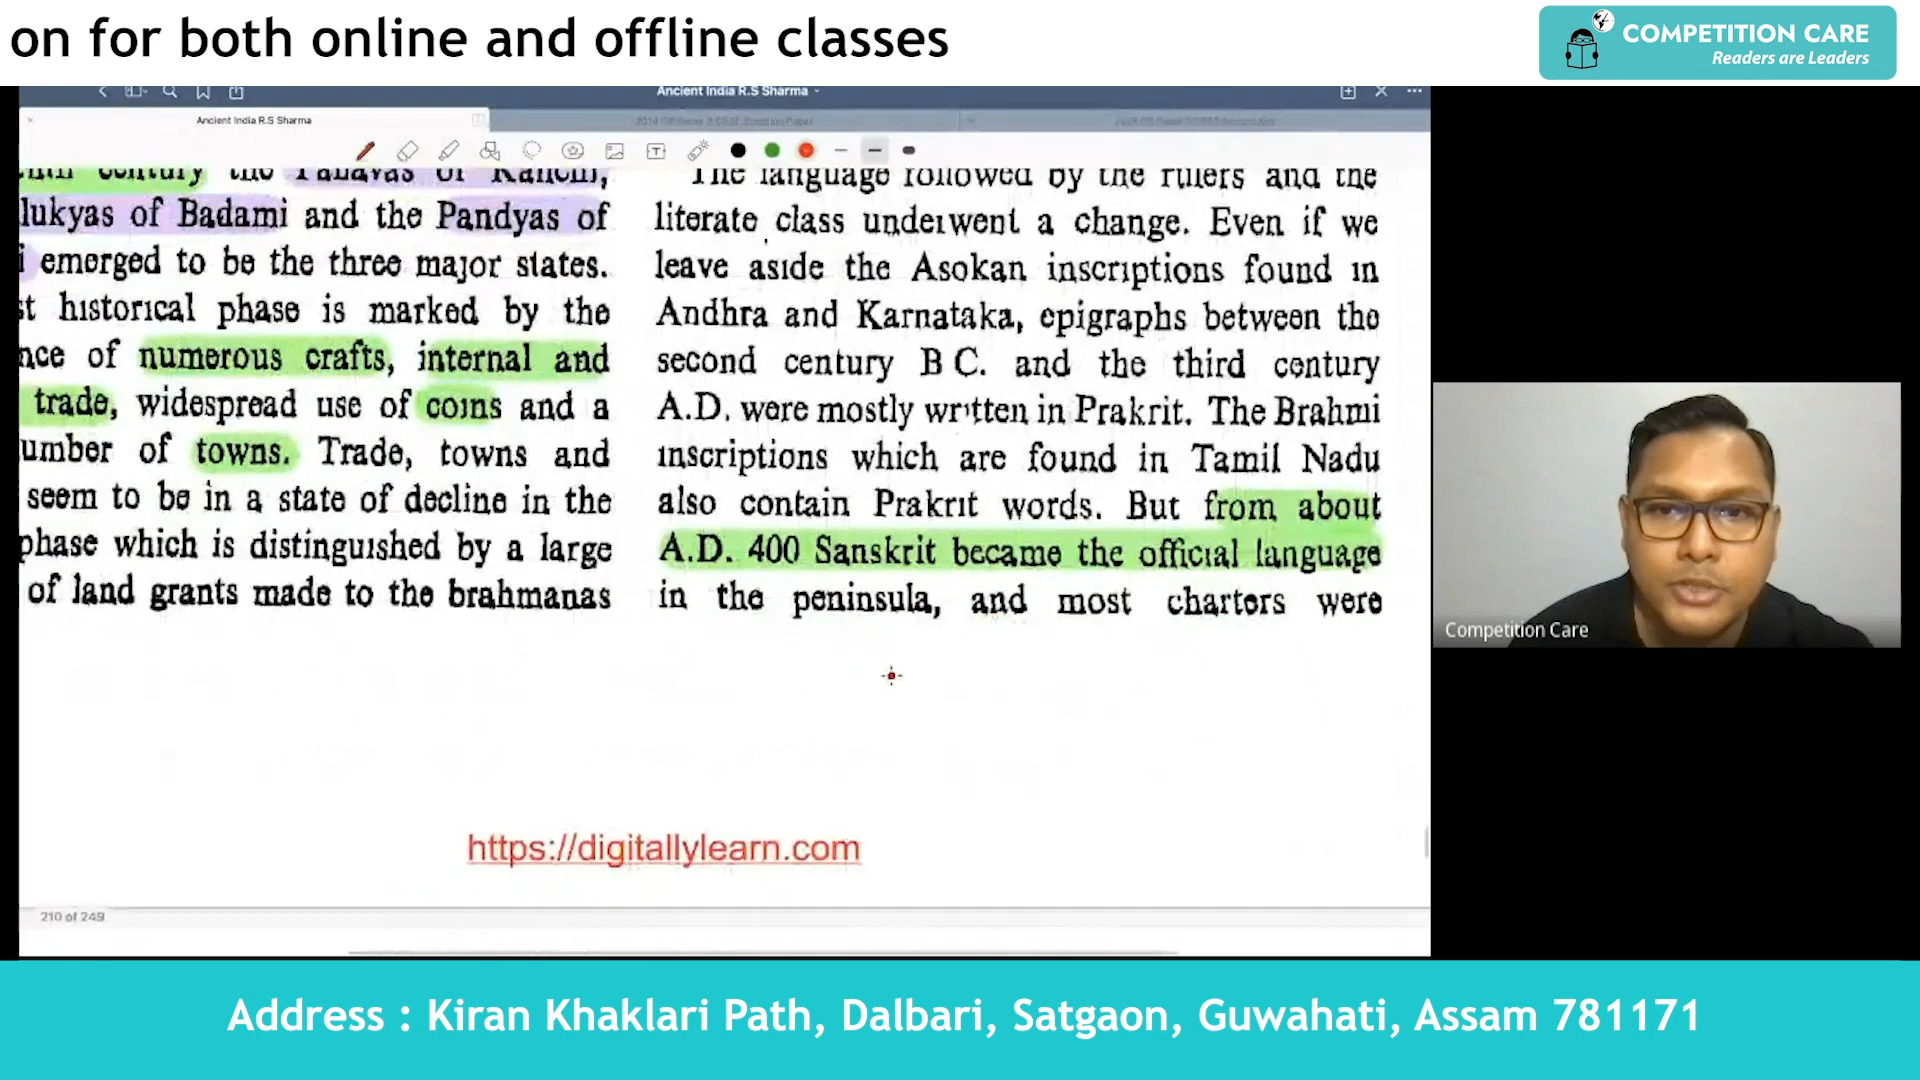 on for both online and offline classes
COMPETITION CARE
Readers are Leaders
Ancient India R.S Sharma
Ancient India R.S Sharma
century the Pallavas of Kanchi,
lukyas of Badami and the Pandyas of
i emerged to be the three major states.
st historical phase is marked by the
nce of numerous crafts, internal and
trade, widespread use of coins and a
umber of towns. Trade, towns and
seem to be in a state of decline in the
phase which is distinguished by a large
of land grants made to the brahmanas
The language followed by the rulers and the
literate class underwent a change. Even if we
leave aside the Asokan inscriptions found in
Andhra and Karnataka, epigraphs between the
second century B C. and the third century
A.D. were mostly written in Prakrit. The Brahmi
inscriptions which are found in Tamil Nadu
also contain Prakrit words. But from about
A.D. 400 Sanskrit became the official language
in the peninsula, and most charters were
https://digitallylearn.com
210 of 249
Competition Care
Address : Kiran Khaklari Path, Dalbari, Satgaon, Guwahati, Assam 781171